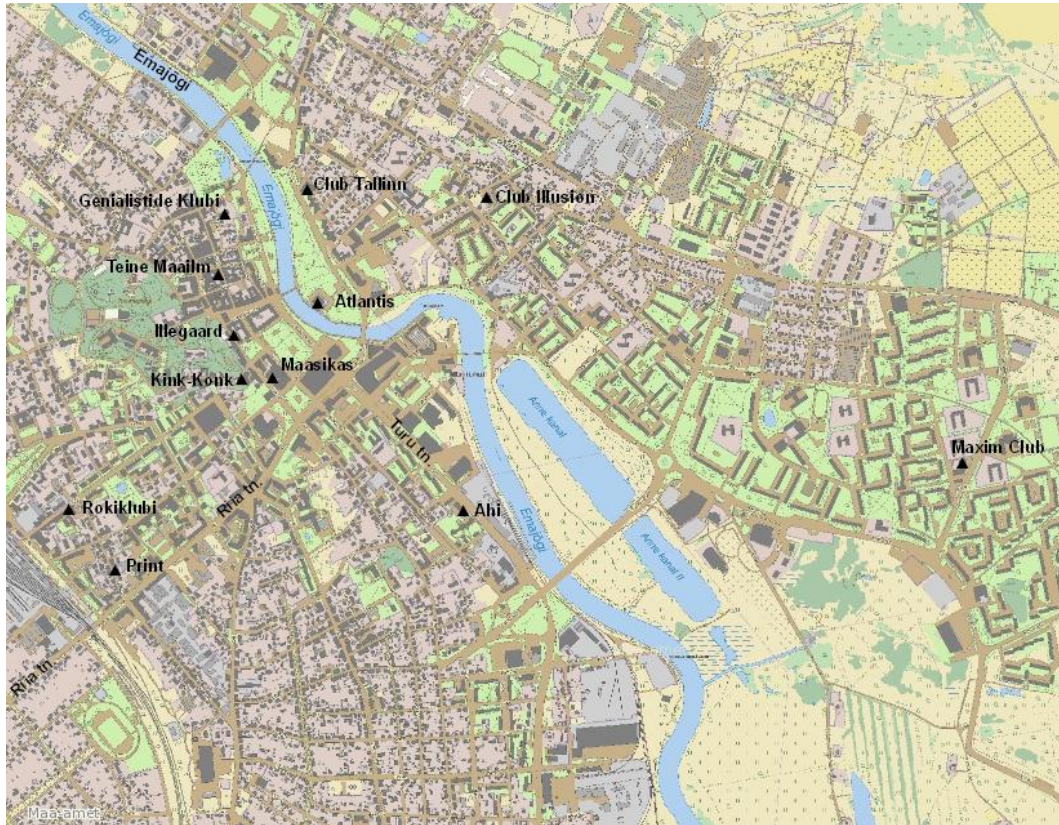 Emajõgi
Emajõgi
Club Tallinn
Club Illusion
Genialistide Klubi
Emajõgi
Teine Maailm
Atlantis
Illegaard
Maasikas
Kink-Konk
Anne kanal
Turu tn.
Maxim Club
Riia tn.
Rokiklubi
Ahi
Emajõgi
Anne kanal II
Print
Riia tn.
Maa-amet